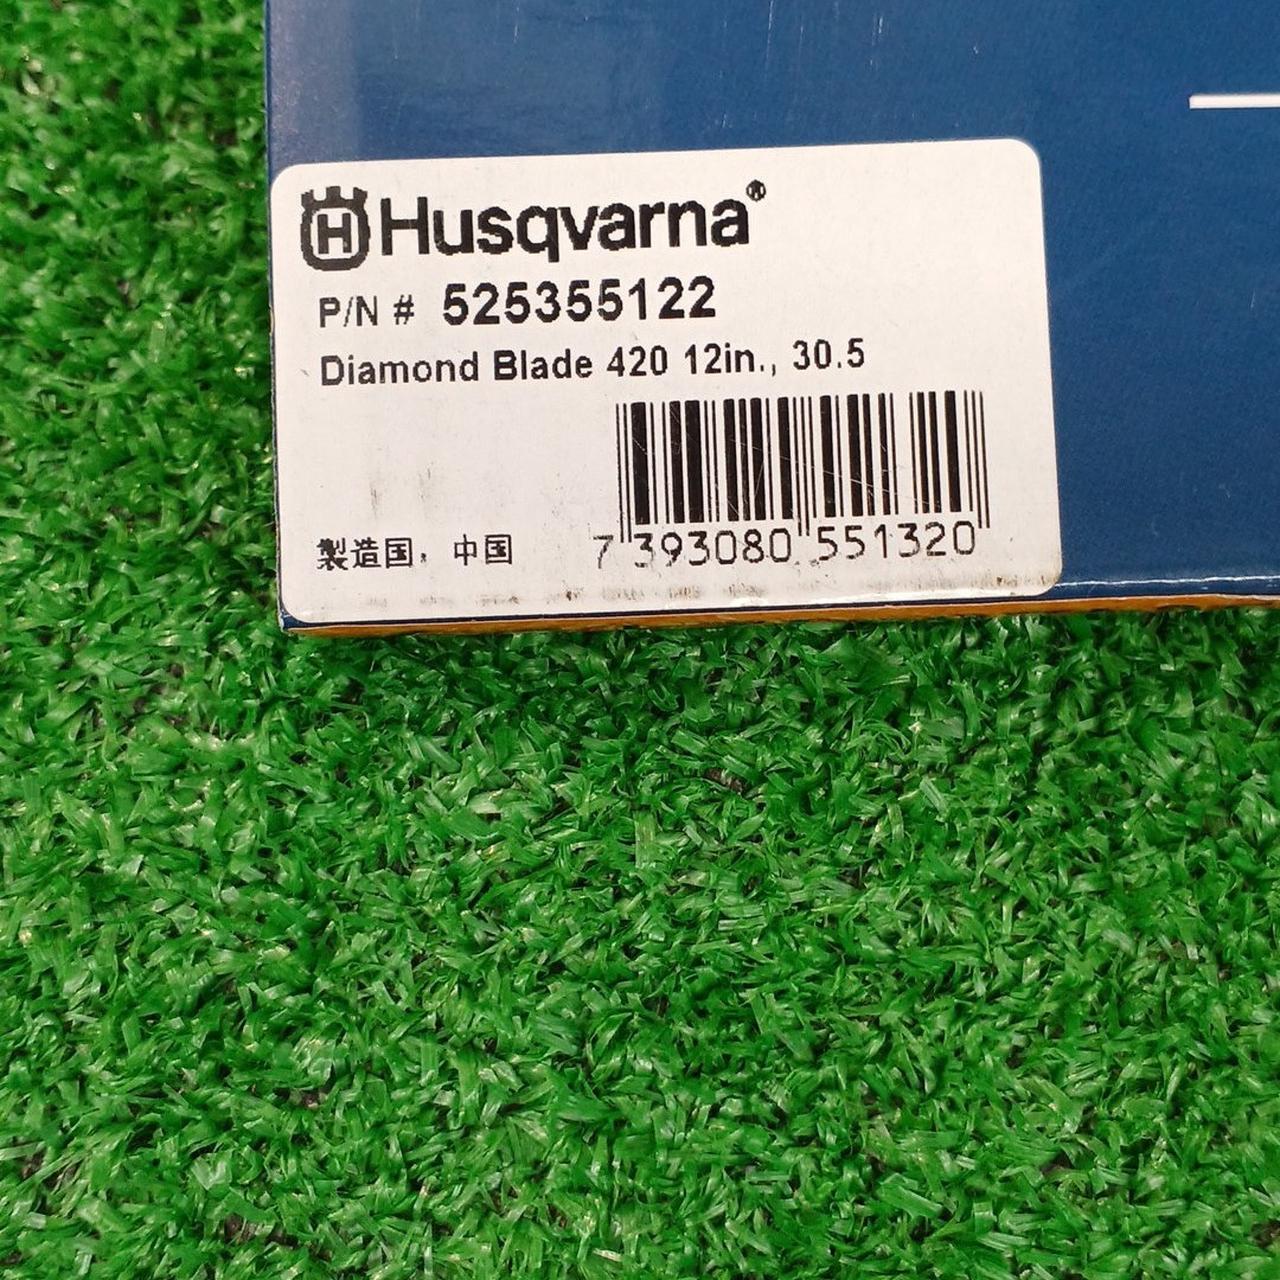 Husqvarna®
P/N # 525355122
Diamond Blade 420 12in., 30.5
製造国，中国
7 393080 551320